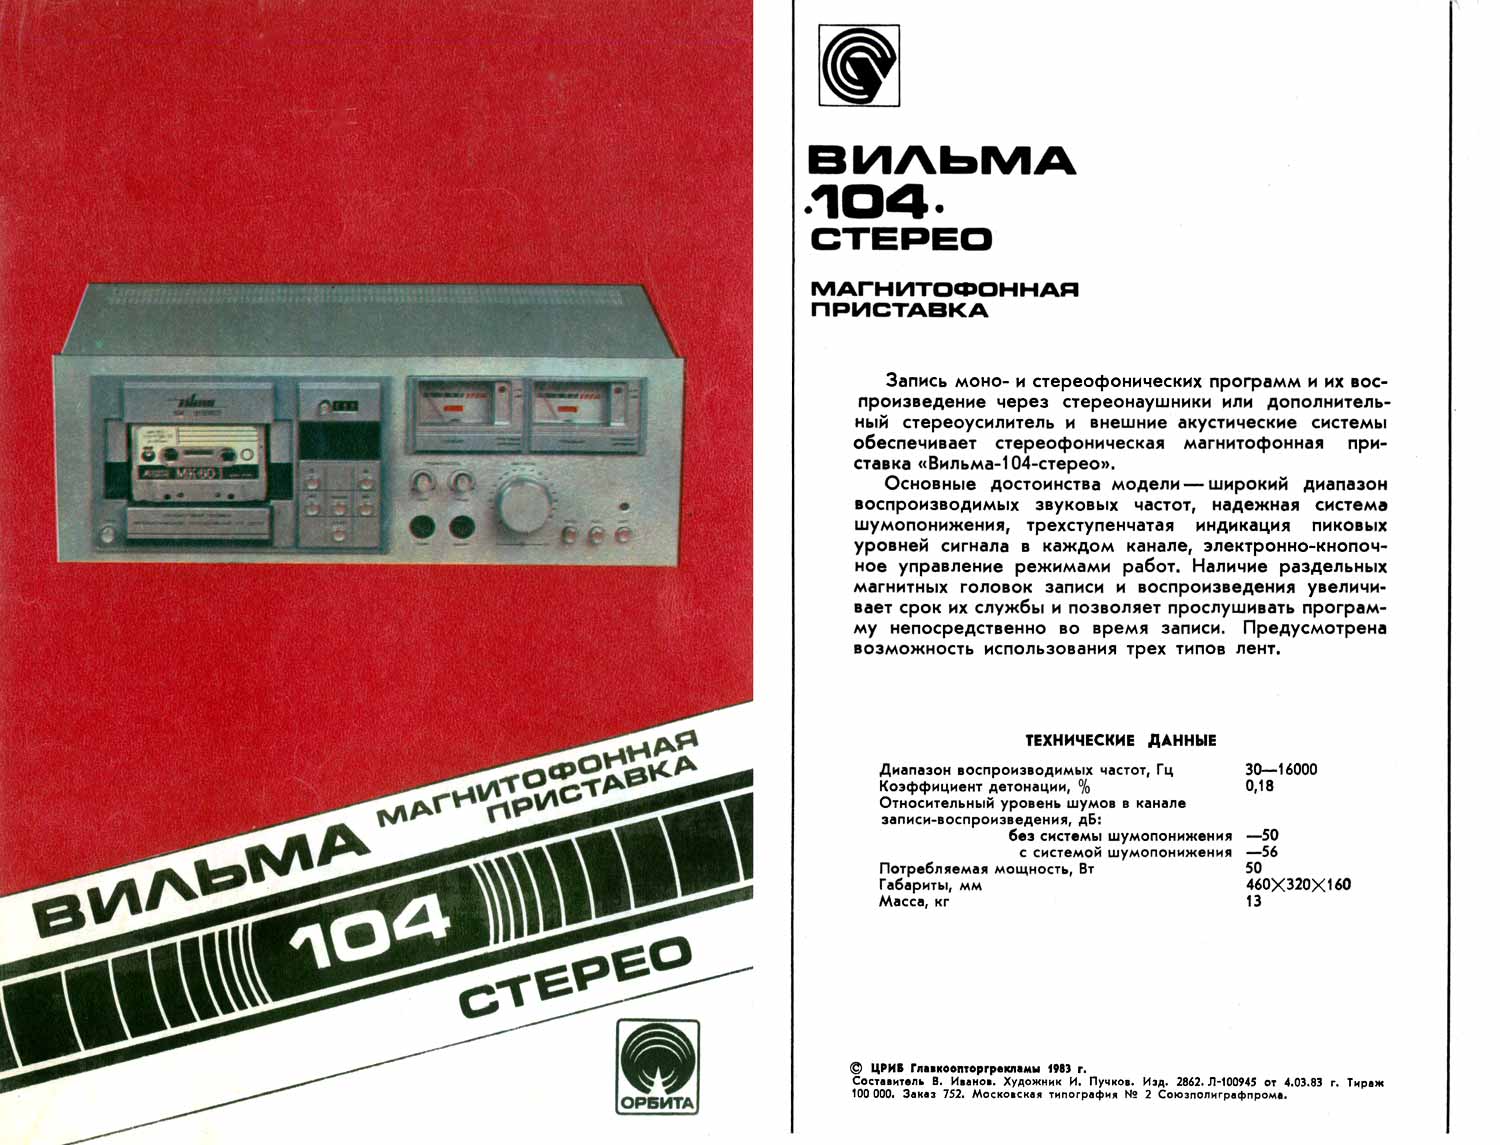 МК60
МАГНИТОФОННАЯ
ПРИСТАВКА
ВИЛЬМА
104
СТЕРЕО
ОРБИТА
ВИЛЬМА
·104·
СТЕРЕО
МАГНИТОФОННАЯ
ПРИСТАВКА
Запись моно- и стереофонических программ и их вос-
произведение через стереонаушники или дополнитель-
ный стереоусилитель и внешние акустические системы
обеспечивает стереофоническая магнитофонная при-
ставка «Вильма-104-стерео».
Основные достоинства модели — широкий диапазон
воспроизводимых звуковых частот, надежная система
шумопонижения, трехступенчатая индикация пиковых
уровней сигнала в каждом канале, электронно-кнопоч-
ное управление режимами работ. Наличие раздельных
магнитных головок записи и воспроизведения увеличи-
вает срок их службы и позволяет прослушивать програм-
му непосредственно во время записи. Предусмотрена
возможность использования трех типов лент.
ТЕХНИЧЕСКИЕ ДАННЫЕ
Диапазон воспроизводимых частот, Гц 30—16000
Коэффициент детонации, % 0,18
Относительный уровень шумов в канале
записи-воспроизведения, дБ:
без системы шумопонижения —50
с системой шумопонижения —56
Потребляемая мощность, Вт 50
Габариты, мм 460×320×160
Масса, кг 13
© ЦРИБ Главкоопторгрекламы 1983 г.
Составитель В. Иванов. Художник И. Пучков. Изд. 2862. Л-100945 от 4.03.83 г. Тираж
100 000. Заказ 752. Московская типография № 2 Союзполиграфпрома.